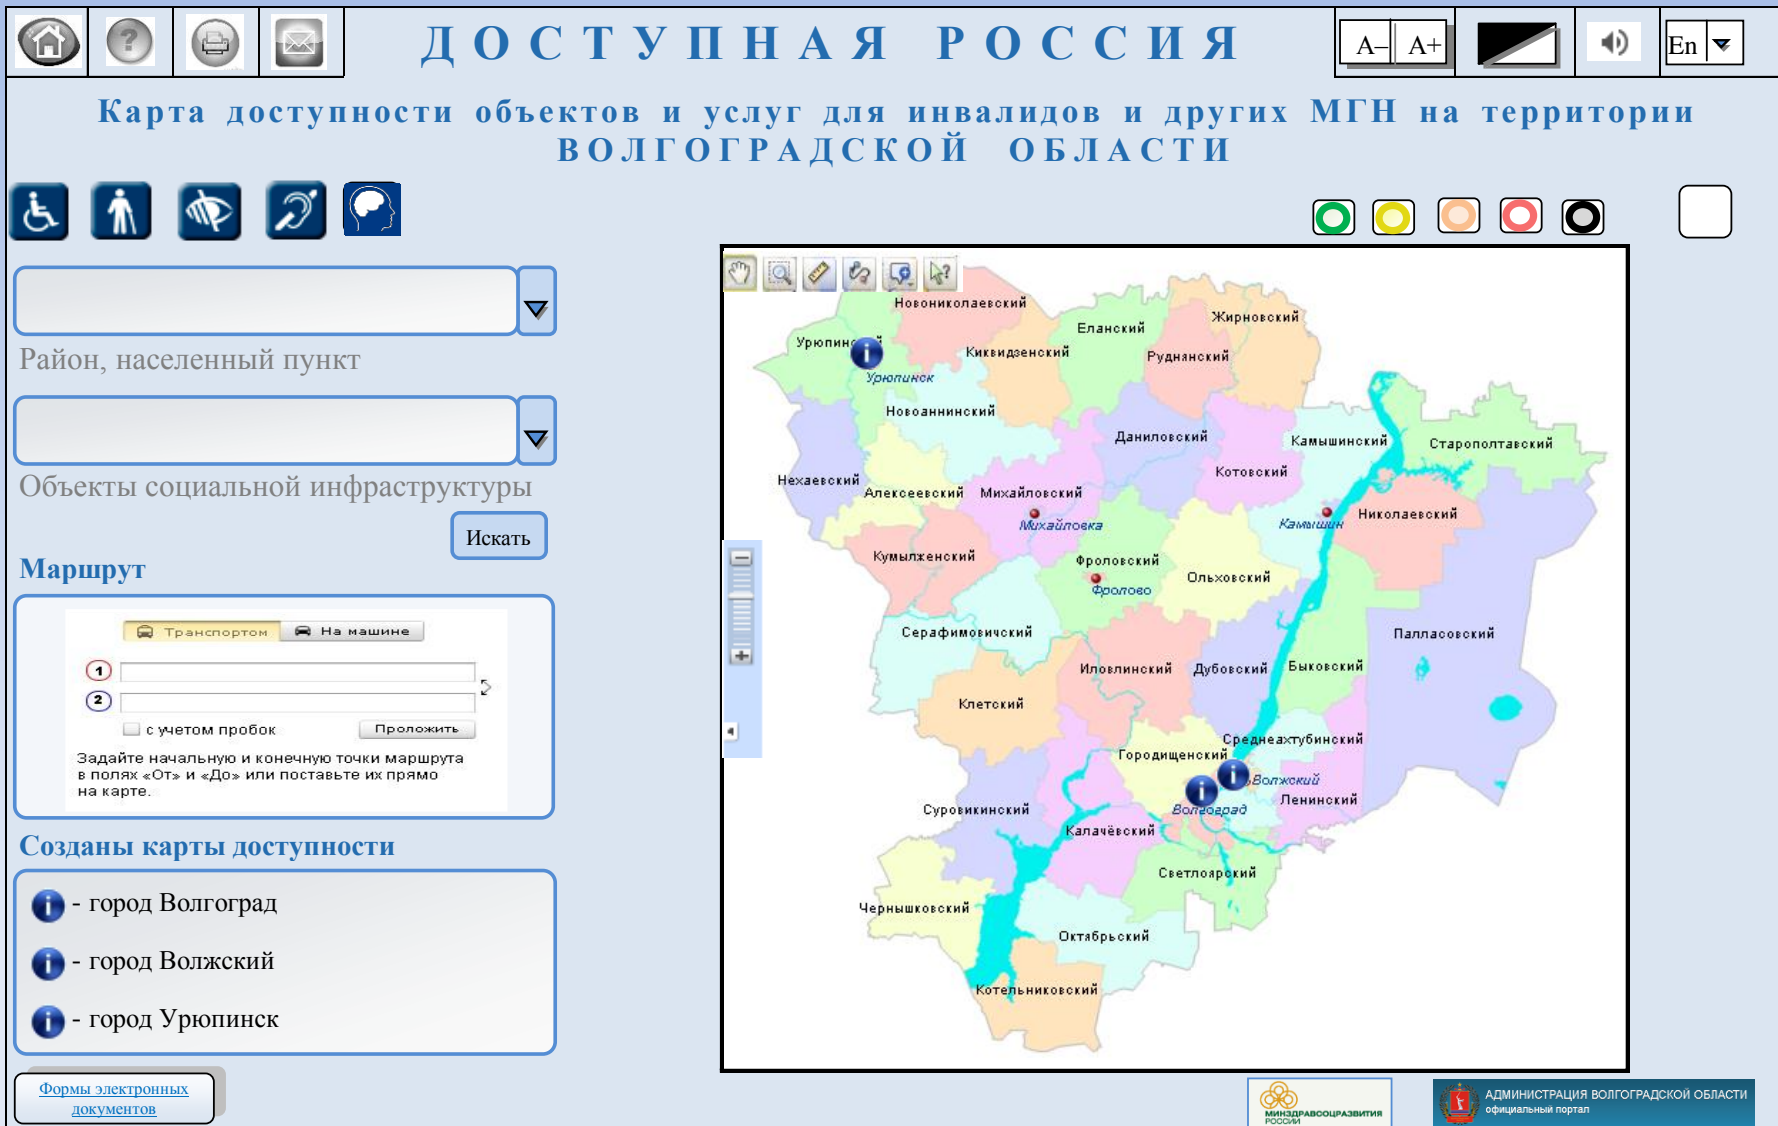 ДОСТУПНАЯ РОССИЯ
A– A+
En
Карта доступности объектов и услуг для инвалидов и других МГН на территории
ВОЛГОГРАДСКОЙ ОБЛАСТИ
Район, населенный пункт
Объекты социальной инфраструктуры
Искать
Маршрут
Транспортом На машине
1
2
с учетом пробок Проложить
Задайте начальную и конечную точки маршрута
в полях «От» и «До» или поставьте их прямо
на карте.
Созданы карты доступности
- город Волгоград
- город Волжский
- город Урюпинск
Формы электронных
документов
Новониколаевский
Жирновский
Еланский
Урюпинс й
Киквидзенский
Руднянский
Урюпинск
Новоаннинский
Даниловский
Камышинский
Старополтавский
Котовский
Нехаевский
Алексеевский
Михайловский
Николаевский
Михайловка
Камышин
Кумылженский
Фроловский
Ольховский
Фролово
Серафимовичский
Палласовский
Иловлинский
Дубовский
Быковский
Клетский
Среднеахтубинский
Городищенский
Волжский
Ленинский
Волгоград
Суровикинский
Калачёвский
Светлоярский
Чернышковский
Октябрьский
Котельниковский
МИНЗДРАВСОЦРАЗВИТИЯ
РОССИИ
АДМИНИСТРАЦИЯ ВОЛГОГРАДСКОЙ ОБЛАСТИ
официальный портал